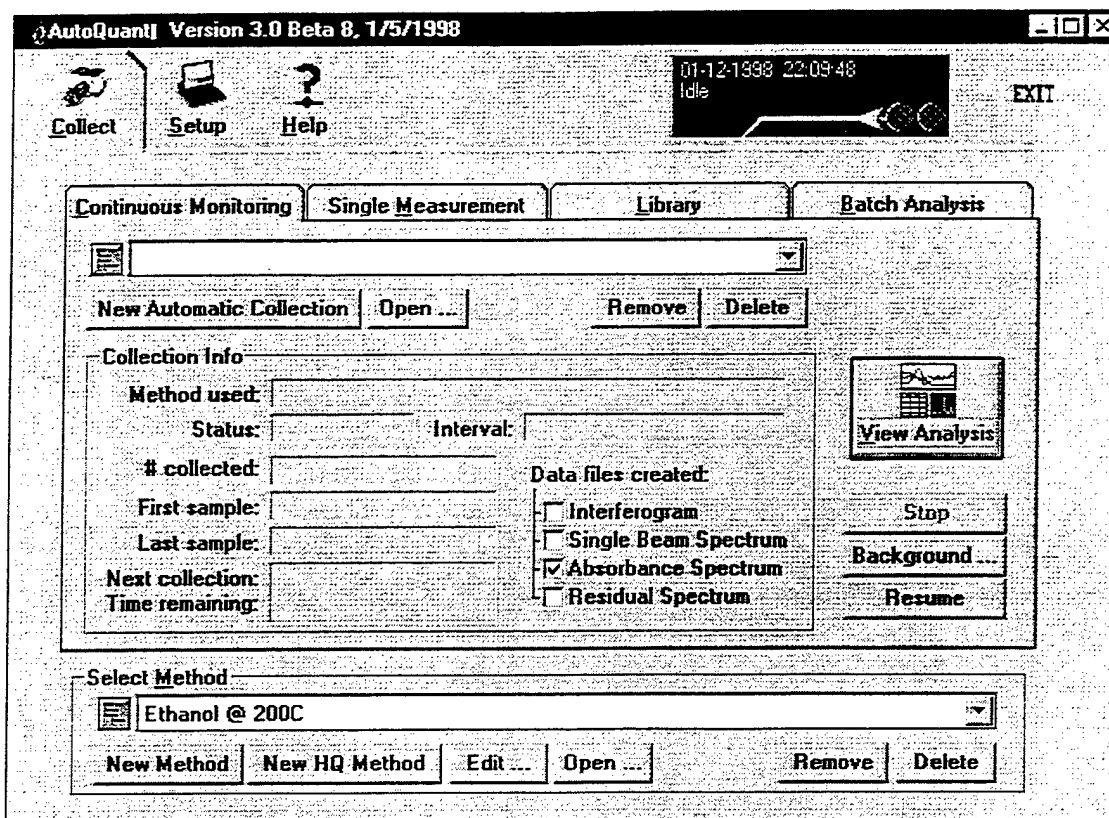 AutoQuant Version 3.0 Beta 8, 1/5/1998
01-12-1998 22:09:48
Idle
EXIT
Collect Setup Help
Continuous Monitoring Single Measurement Library Batch Analysis
New Automatic Collection Open ... Remove Delete
Collection Info
Method used:
Status: Interval:
# collected: Data files created:
First sample: Interferogram
Last sample: Single Beam Spectrum
Next collection: Absorbance Spectrum
Time remaining: Residual Spectrum
View Analysis
Stop
Background ...
Resume
Select Method
Ethanol @ 200C
New Method New HQ Method Edit ... Open ... Remove Delete